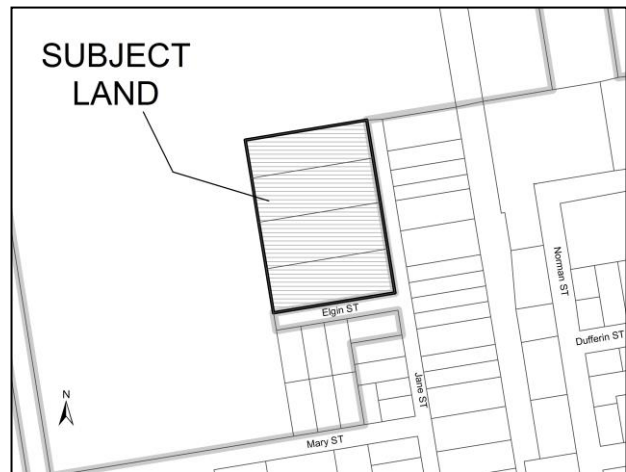 SUBJECT
LAND
Elgin ST
Norman ST
Dufferin ST
Jane ST
Mary ST
N